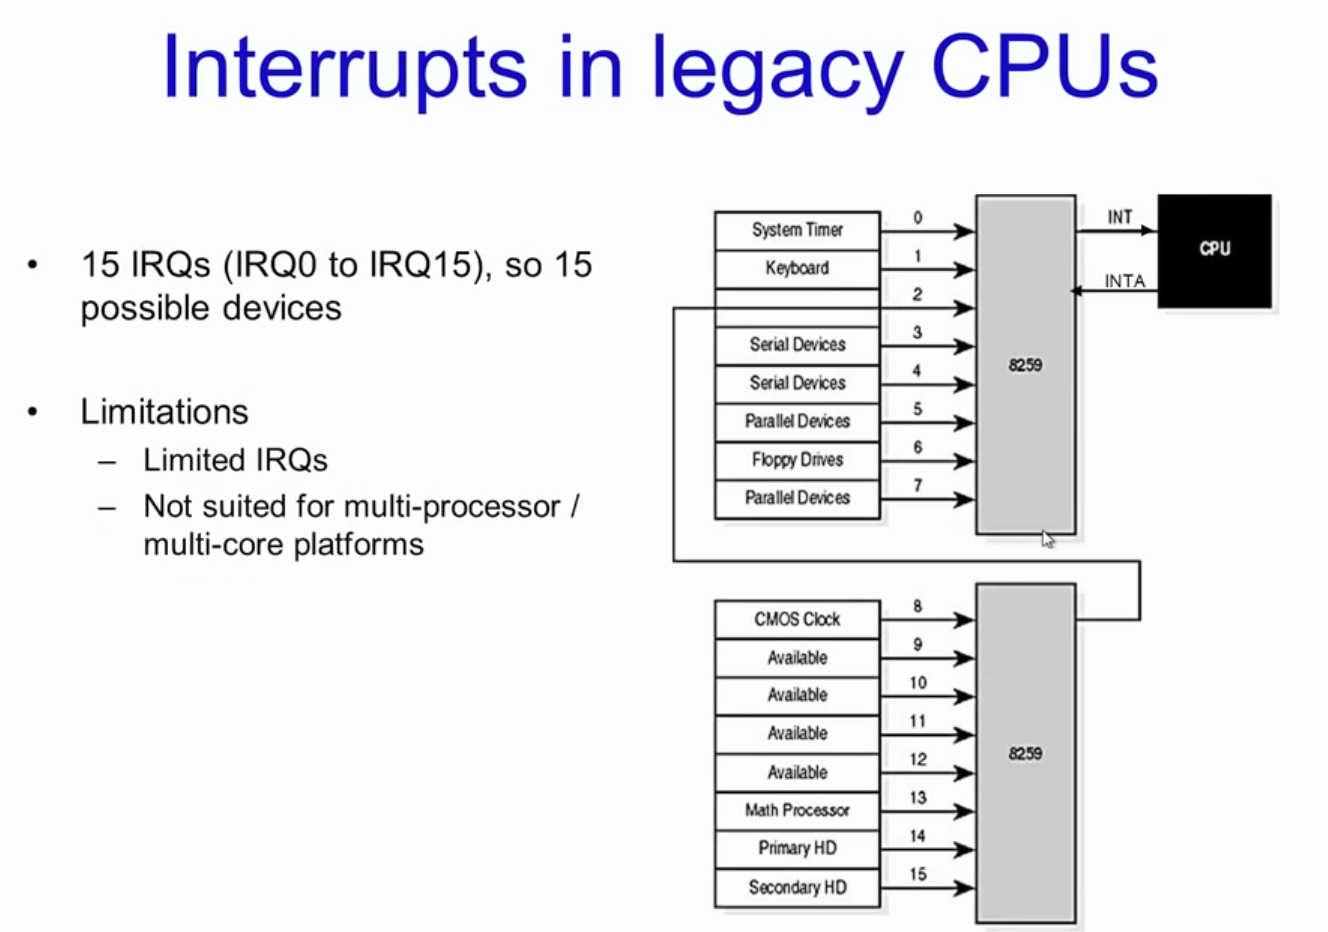 Interrupts in legacy CPUs
• 15 IRQs (IRQ0 to IRQ15), so 15
possible devices
• Limitations
– Limited IRQs
– Not suited for multi-processor /
multi-core platforms
System Timer 0
Keyboard 1
2
Serial Devices 3
Serial Devices 4
Parallel Devices 5
Floppy Drives 6
Parallel Devices 7
8259
INT
INTA
CPU
CMOS Clock 8
Available 9
Available 10
Available 11
Available 12
Math Processor 13
Primary HD 14
Secondary HD 15
8259